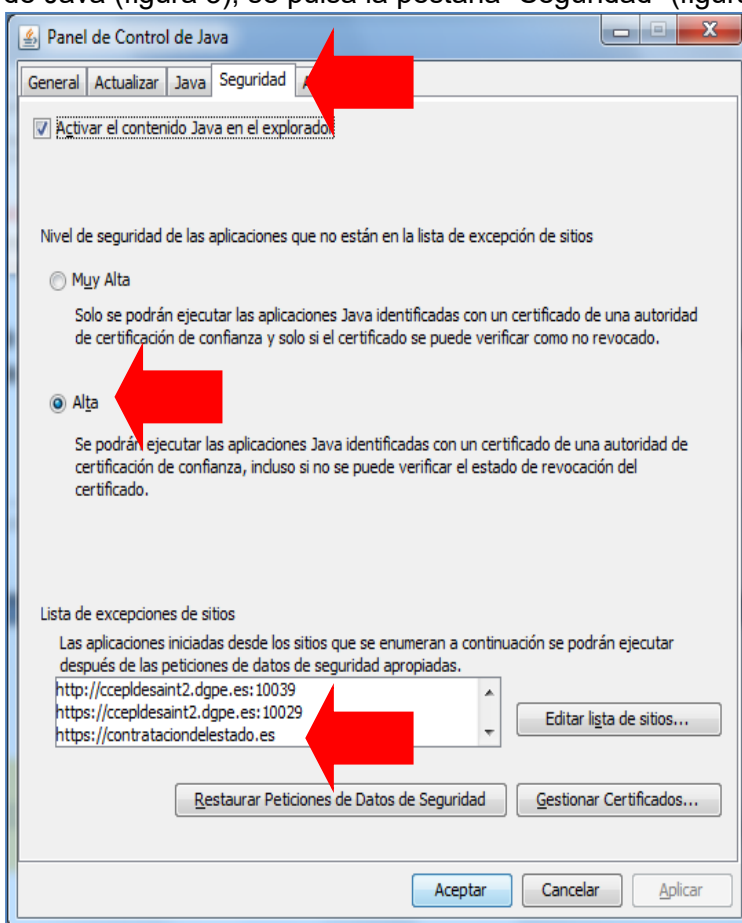 de Java (figura 3), se pulsa la pestaña "Seguridad" (figura
Panel de Control de Java
General Actualizar Java Seguridad
Activar el contenido Java en el explorador
Nivel de seguridad de las aplicaciones que no están en la lista de excepción de sitios
Muy Alta
Solo se podrán ejecutar las aplicaciones Java identificadas con un certificado de una autoridad
de certificación de confianza y solo si el certificado se puede verificar como no revocado.
Alta
Se podrán ejecutar las aplicaciones Java identificadas con un certificado de una autoridad de
certificación de confianza, incluso si no se puede verificar el estado de revocación del
certificado.
Lista de excepciones de sitios
Las aplicaciones iniciadas desde los sitios que se enumeran a continuación se podrán ejecutar
después de las peticiones de datos de seguridad apropiadas.
http://ccepldesaint2.dgpe.es:10039
https://ccepldesaint2.dgpe.es:10029
https://contrataciondelestado.es
Editar lista de sitios...
Restaurar Peticiones de Datos de Seguridad
Gestionar Certificados...
Aceptar
Cancelar
Aplicar